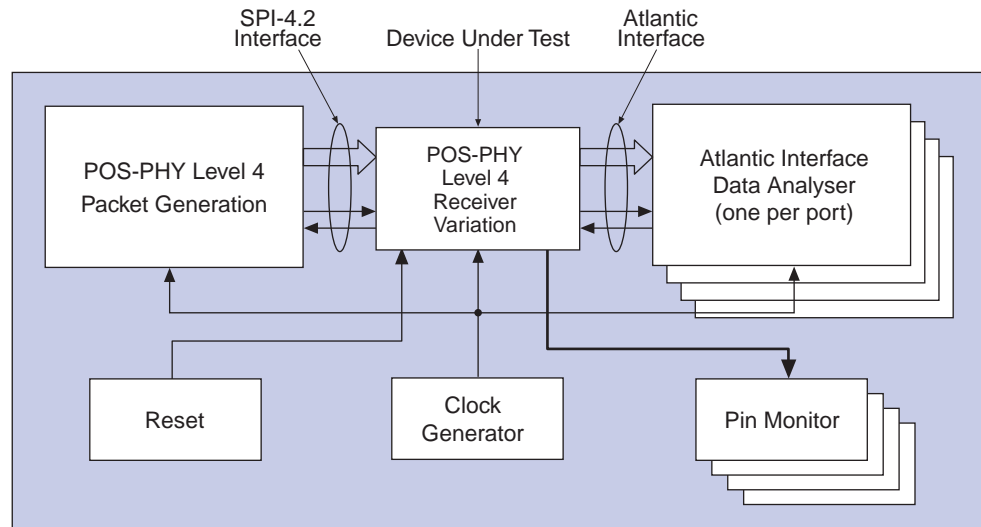 SPI-4.2
Interface
Device Under Test
Atlantic
Interface
POS-PHY Level 4
Packet Generation
POS-PHY
Level 4
Receiver
Variation
Atlantic Interface
Data Analyser
(one per port)
Reset
Clock
Generator
Pin Monitor